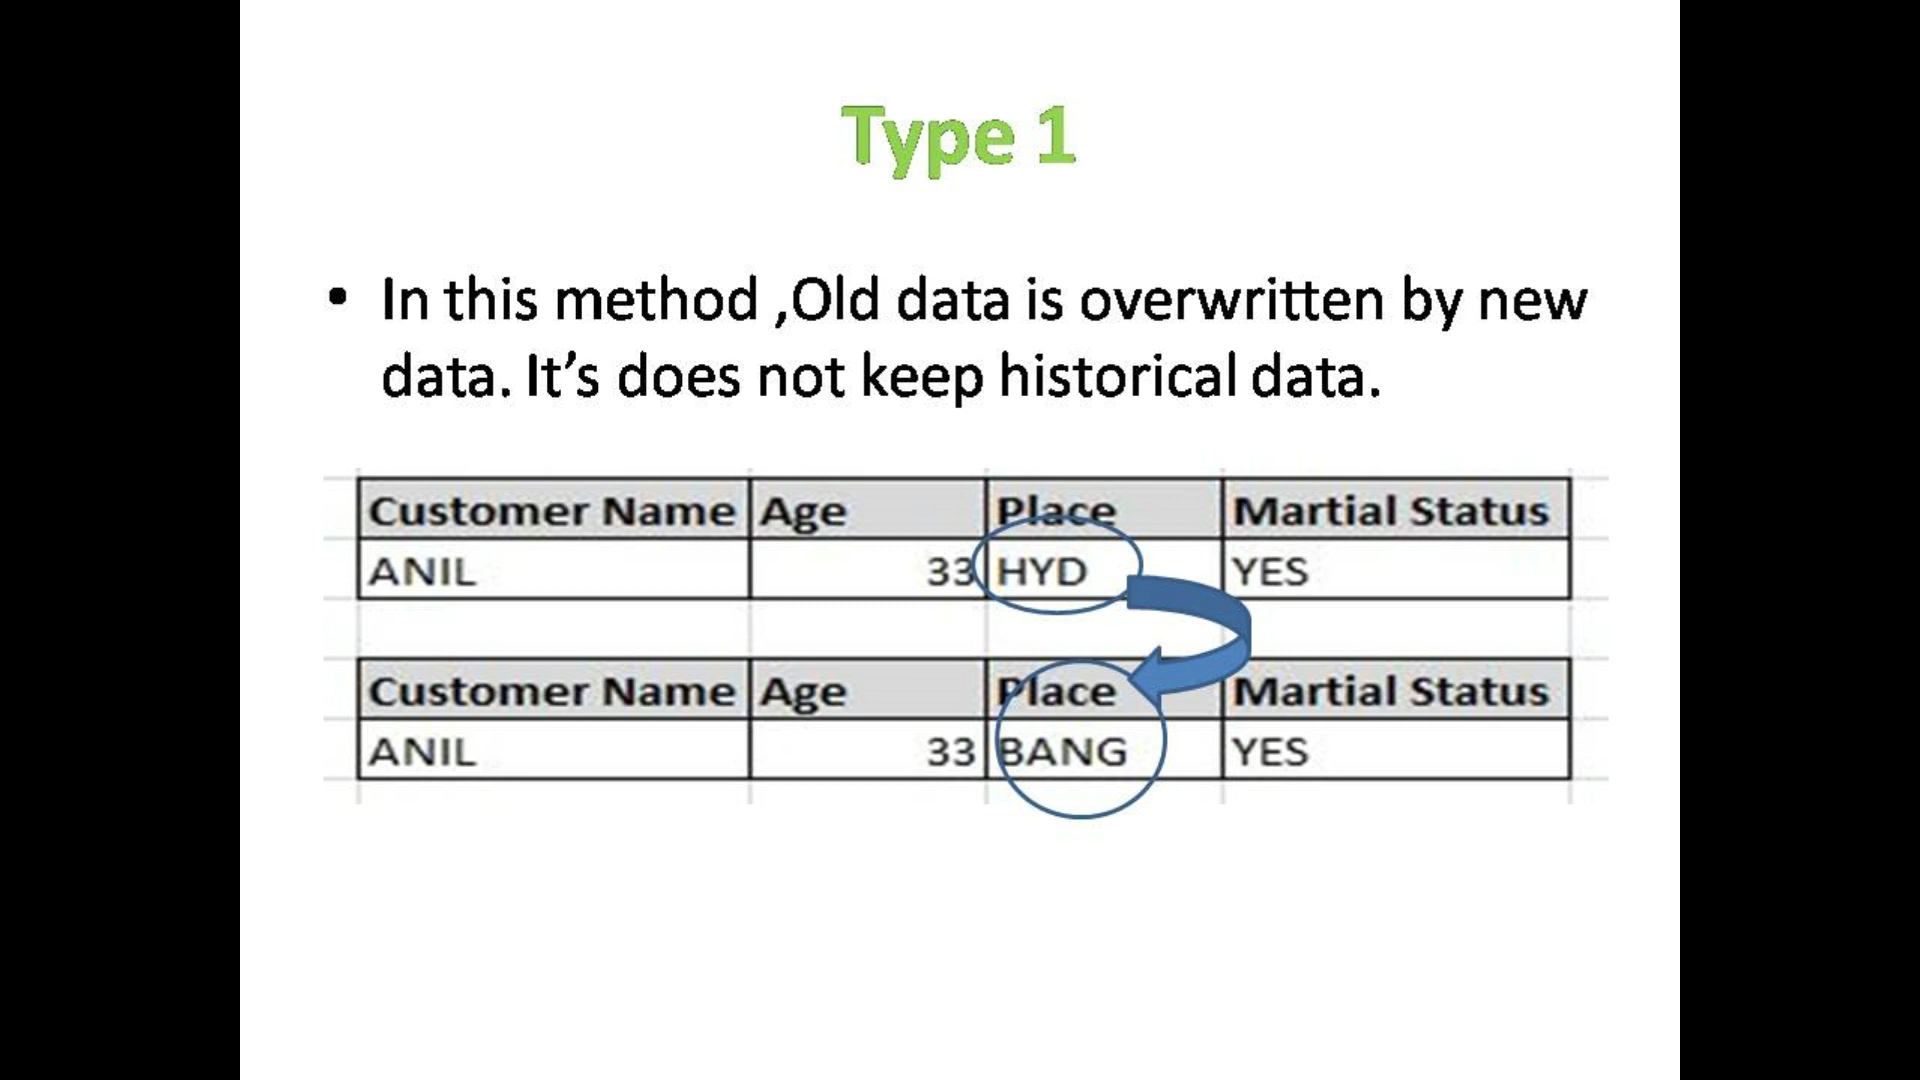 Type 1
• In this method ,Old data is overwritten by new
data. It’s does not keep historical data.
Customer Name Age Place Martial Status
ANIL 33 HYD YES
Customer Name Age Place Martial Status
ANIL 33 BANG YES